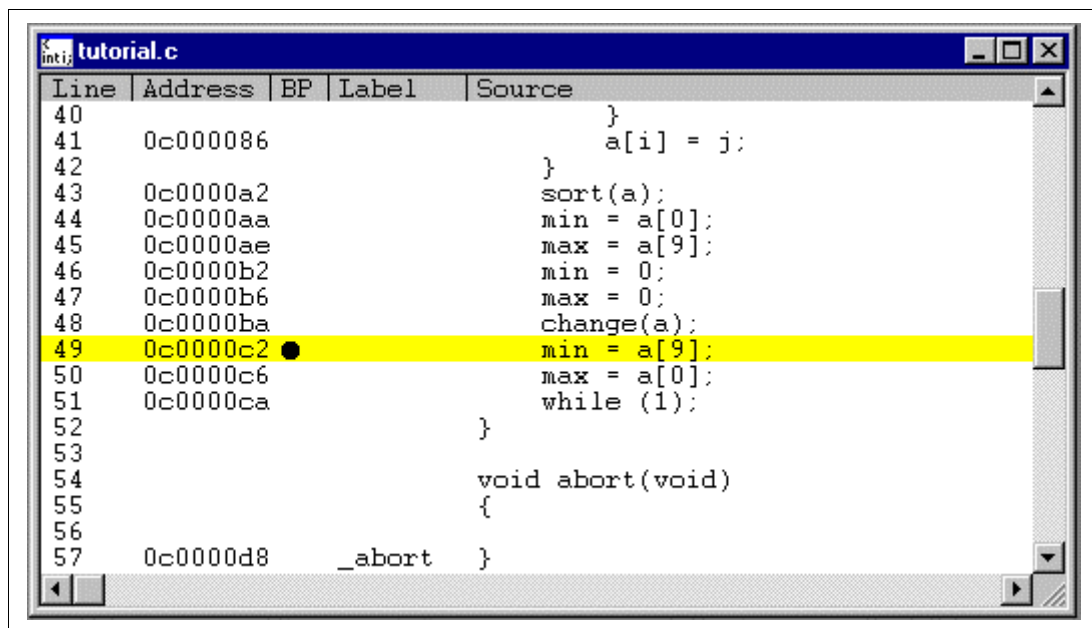 tutorial.c
Line Address BP Label Source
40 }
41 0c000086 a[i] = j;
42 }
43 0c0000a2 sort(a);
44 0c0000aa min = a[0];
45 0c0000ae max = a[9];
46 0c0000b2 min = 0;
47 0c0000b6 max = 0;
48 0c0000ba change(a);
49 0c0000c2 ● min = a[9];
50 0c0000c6 max = a[0];
51 0c0000ca while (1);
52 }
53
54 void abort(void)
55 {
56
57 0c0000d8 _abort }